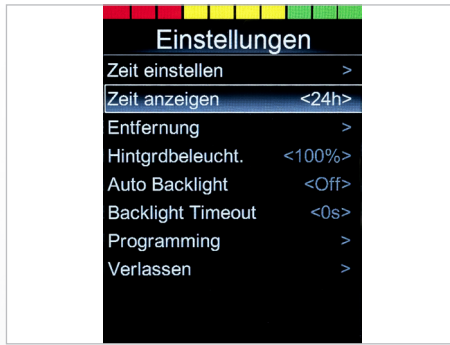 Einstellungen
Zeit einstellen >
Zeit anzeigen <24h>
Entfernung >
Hintgrdbeleucht. <100%>
Auto Backlight <Off>
Backlight Timeout <0s>
Programming >
Verlassen >